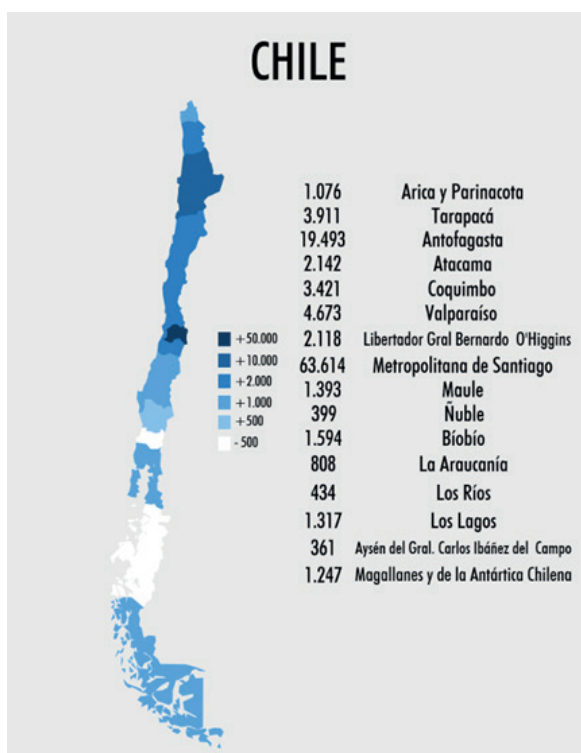 CHILE
1.076 Arica y Parinacota
3.911 Tarapacá
19.493 Antofagasta
2.142 Atacama
3.421 Coquimbo
4.673 Valparaíso
2.118 Libertador Gral Bernardo O'Higgins
63.614 Metropolitana de Santiago
1.393 Maule
399 Ñuble
1.594 Bíobío
808 La Araucanía
434 Los Ríos
1.317 Los Lagos
361 Aysén del Gral. Carlos Ibáñez del Campo
1.247 Magallanes y de la Antártica Chilena
+50.000
+10.000
+2.000
+1.000
+500
-500